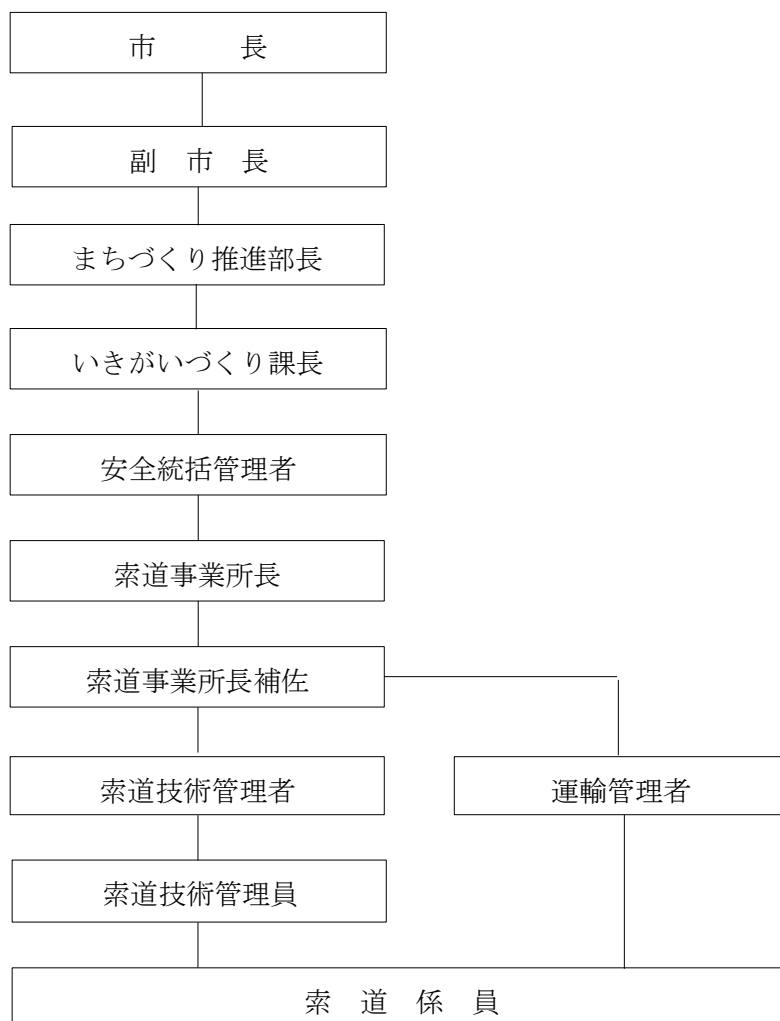 市　　　長
副　市　長
まちづくり推進部長
いきがいづくり課長
安全統括管理者
索道事業所長
索道事業所長補佐
索道技術管理者　運輸管理者
索道技術管理員
索　道　係　員